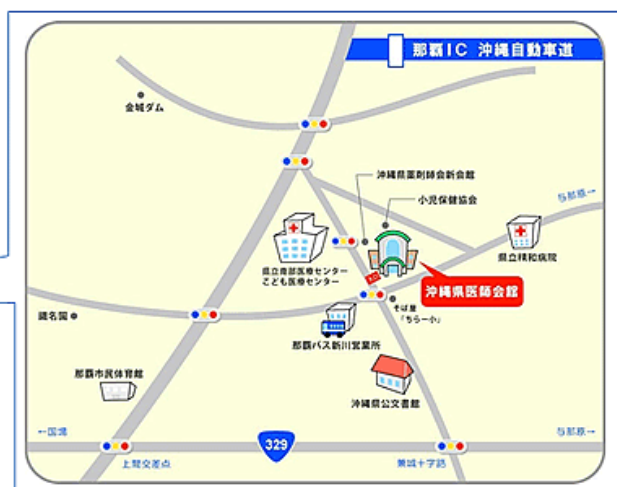 那覇IC 沖縄自動車道
金城ダム
沖縄県薬剤師会新会館
小児保健協会
与那原→
県立南部医療センター
こども医療センター
県立精和病院
沖縄県医師会館
識名園
そば屋
「ちらー小」
那覇バス新川営業所
那覇市民体育館
沖縄県公文書館
←国場
329
与那原→
上間交差点
兼城十字路